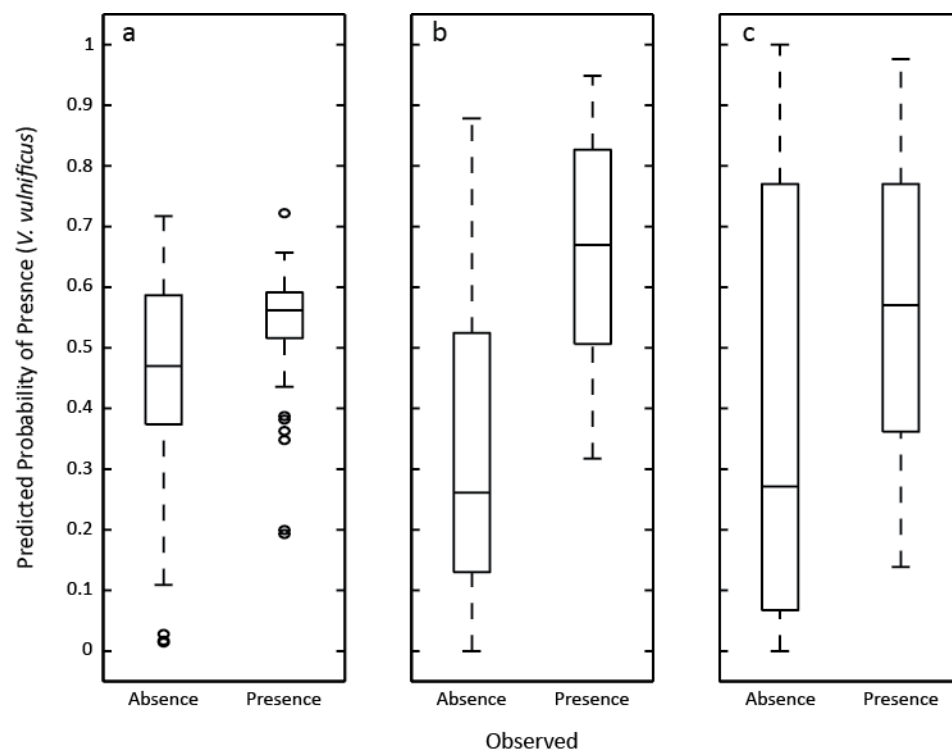 a
b
c
1
0.9
0.8
0.7
0.6
0.5
0.4
0.3
0.2
0.1
0
Predicted Probability of Presnce (V. vulnificus)
Absence Presence
Absence Presence
Absence Presence
Observed